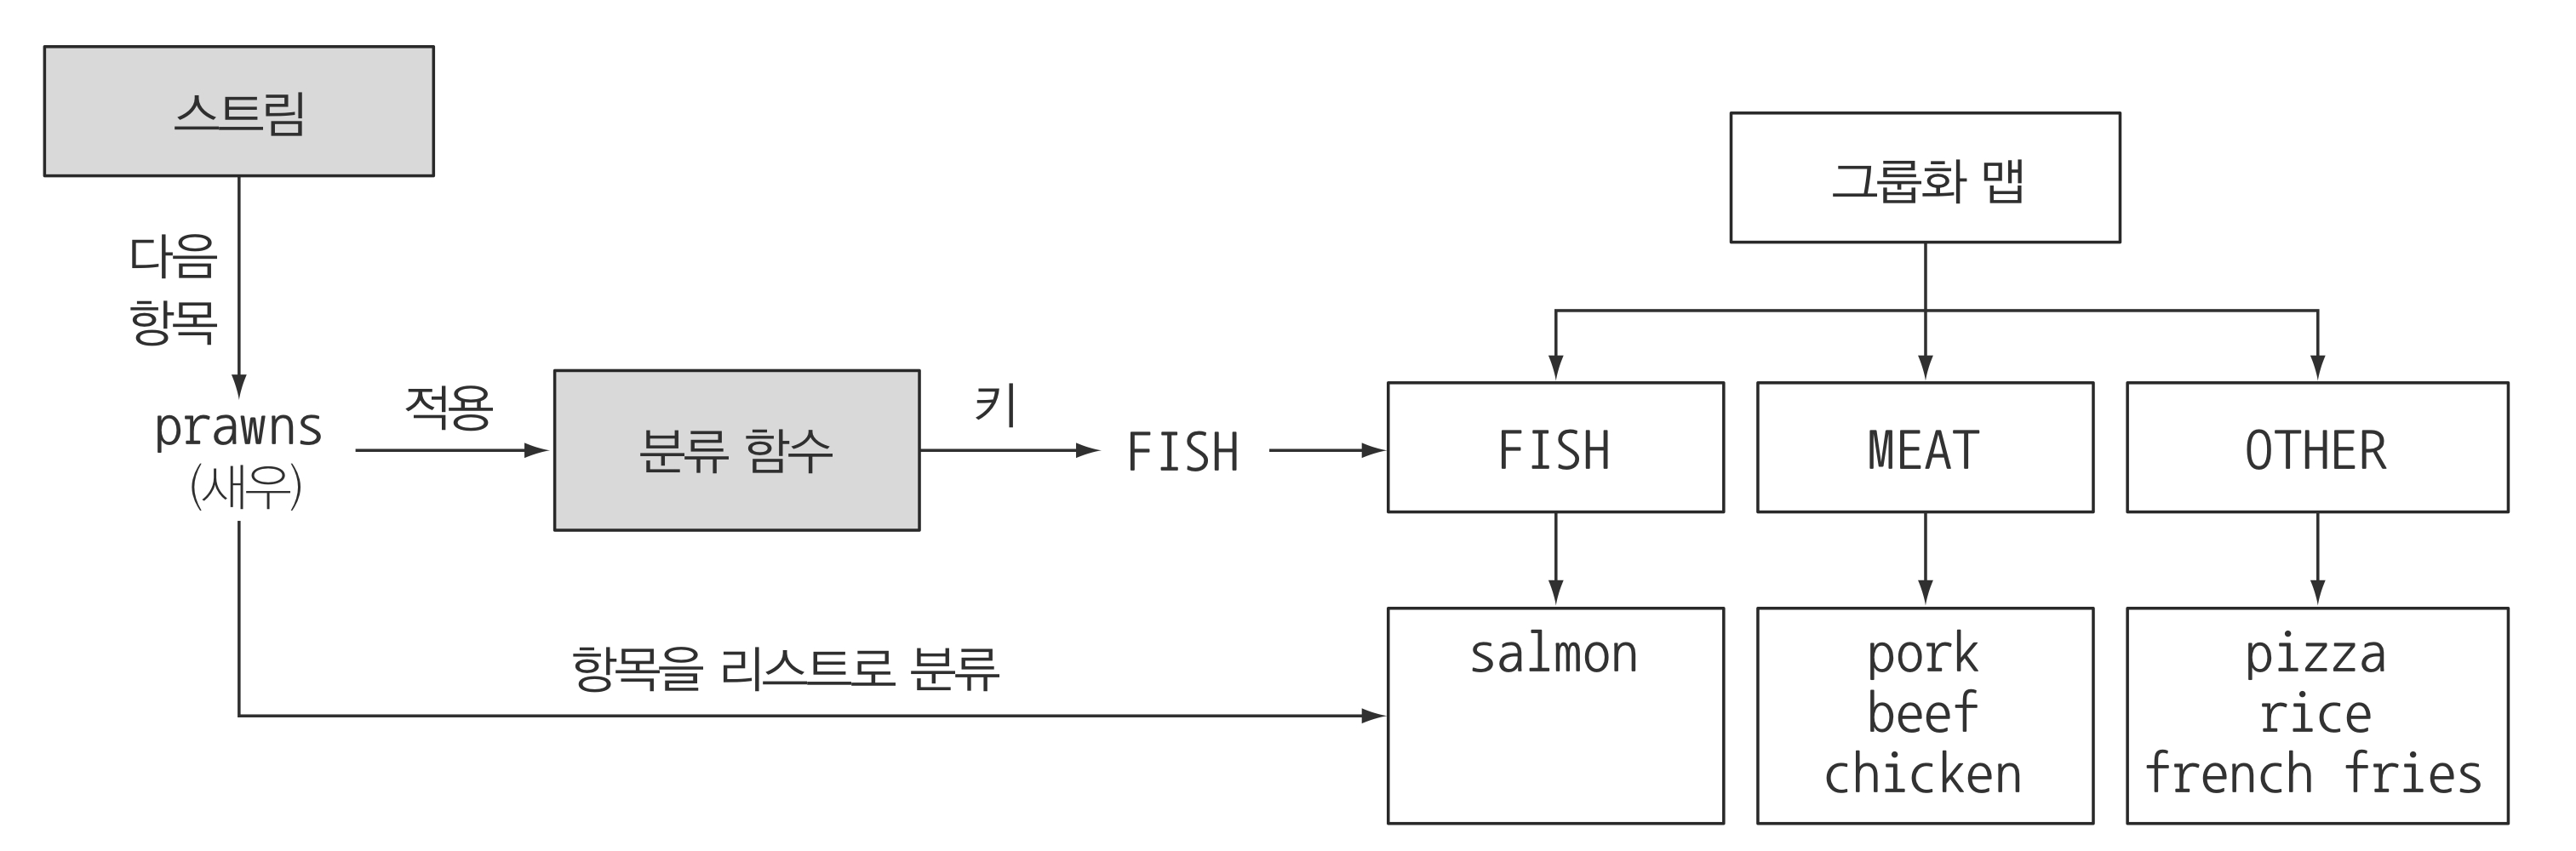 스트림
그룹화 맵
다음
항목
prawns
(새우)
적용
분류 함수
키
FISH
FISH
MEAT
OTHER
항목을 리스트로 분류
salmon
pork
beef
chicken
pizza
rice
french fries